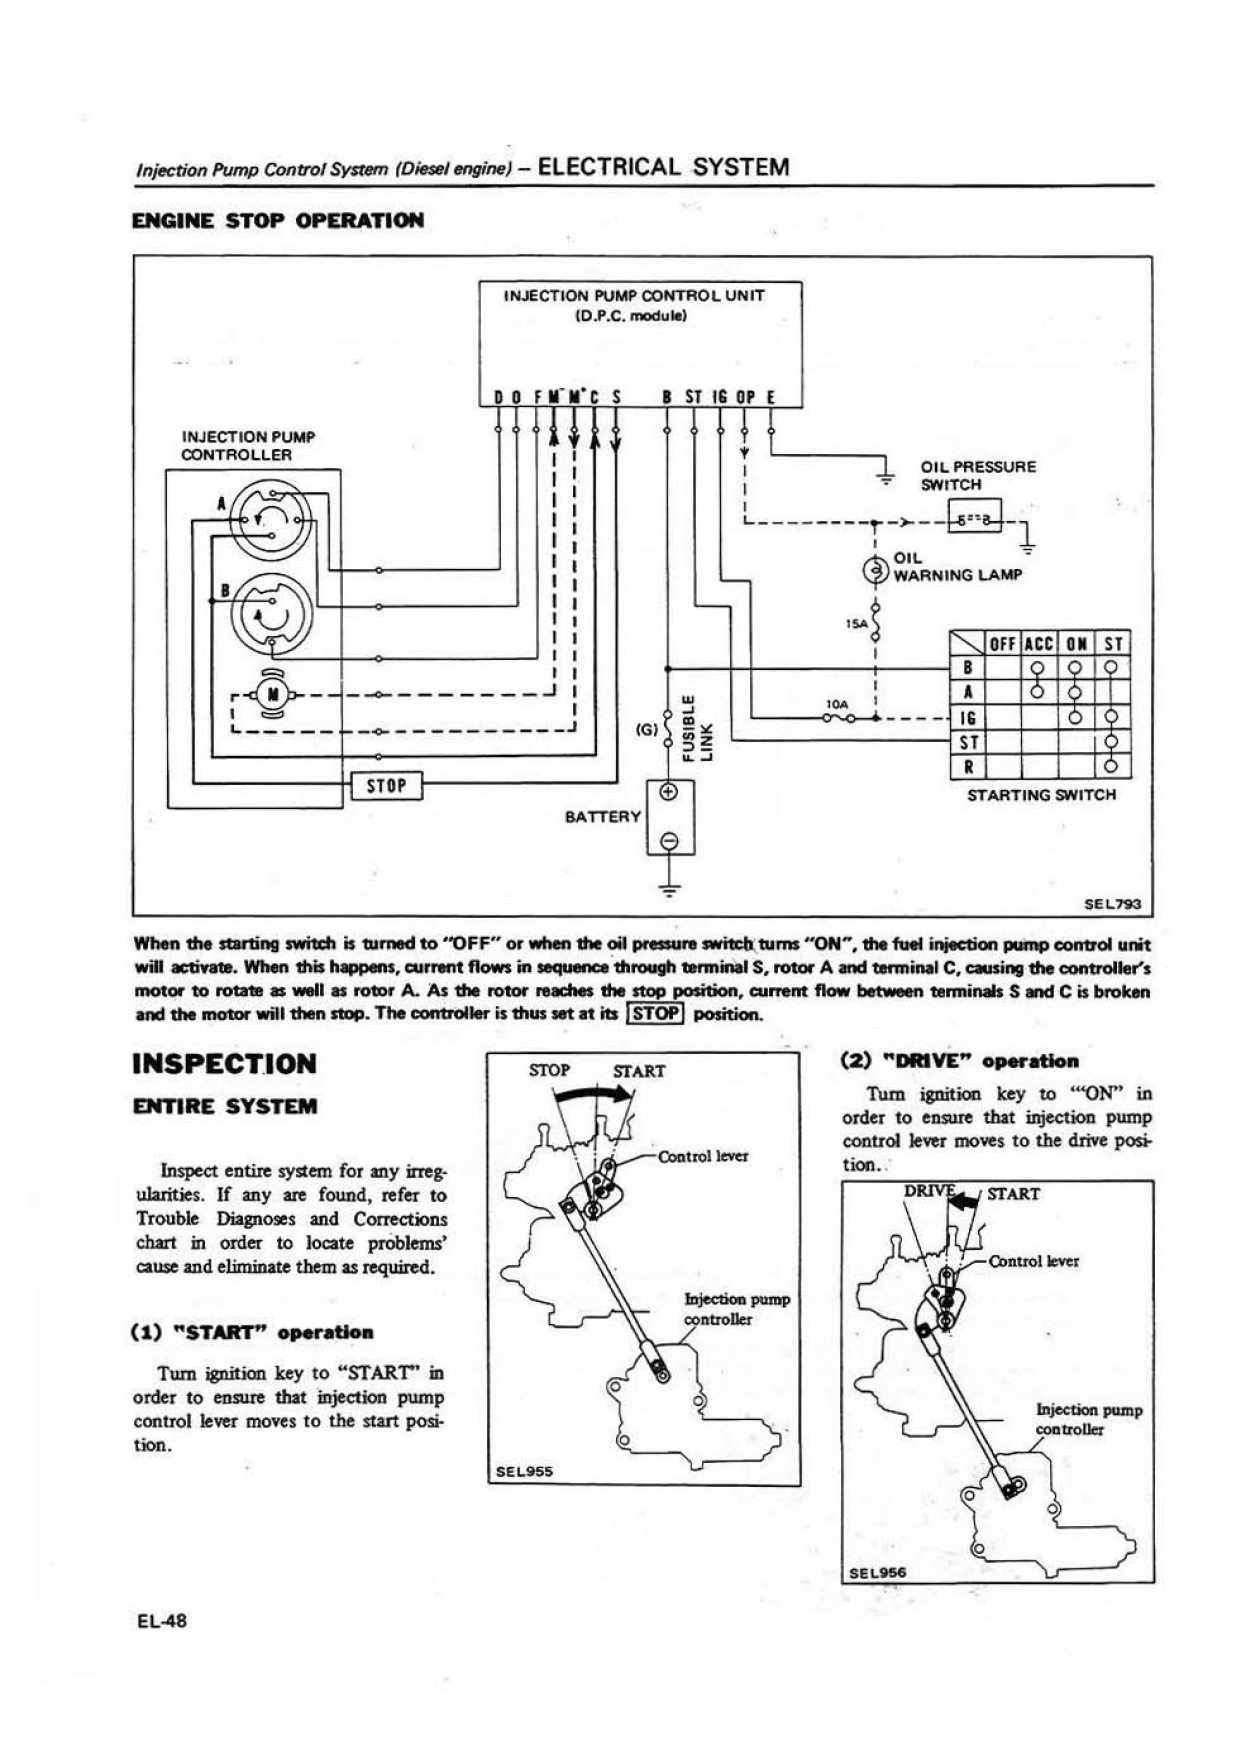 Injection Pump Control System (Diesel engine) – ELECTRICAL SYSTEM
ENGINE STOP OPERATION
INJECTION PUMP CONTROL UNIT
(D.P.C. module)
D O F M⁻ M⁺ C S B ST IG OP E
INJECTION PUMP
CONTROLLER
A
B
M
STOP
OIL PRESSURE
SWITCH
OIL
WARNING LAMP
15A
10A
(G)
FUSIBLE
LINK
BATTERY
OFF ACC ON ST
B
A
IG
ST
R
STARTING SWITCH
SEL793
When the starting switch is turned to "OFF" or when the oil pressure switch turns "ON", the fuel injection pump control unit
will activate. When this happens, current flows in sequence through terminal S, rotor A and terminal C, causing the controller's
motor to rotate as well as rotor A. As the rotor reaches the stop position, current flow between terminals S and C is broken
and the motor will then stop. The controller is thus set at its STOP position.
INSPECTION
ENTIRE SYSTEM
Inspect entire system for any irreg-
ularities. If any are found, refer to
Trouble Diagnoses and Corrections
chart in order to locate problems'
cause and eliminate them as required.
(1) "START" operation
Turn ignition key to “START” in
order to ensure that injection pump
control lever moves to the start posi-
tion.
STOP START
Control lever
Injection pump
controller
SEL955
(2) "DRIVE" operation
Turn ignition key to “‘ON” in
order to ensure that injection pump
control lever moves to the drive posi-
tion.
DRIVE START
Control lever
Injection pump
controller
SEL956
EL-48